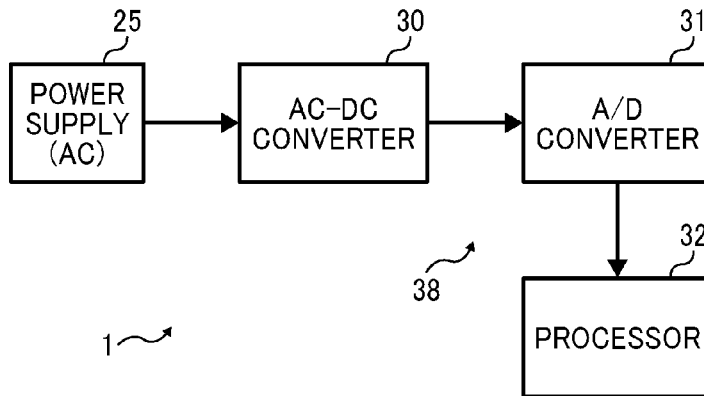 25
30
31
POWER
SUPPLY
(AC)
AC-DC
CONVERTER
A/D
CONVERTER
32
38
1
PROCESSOR